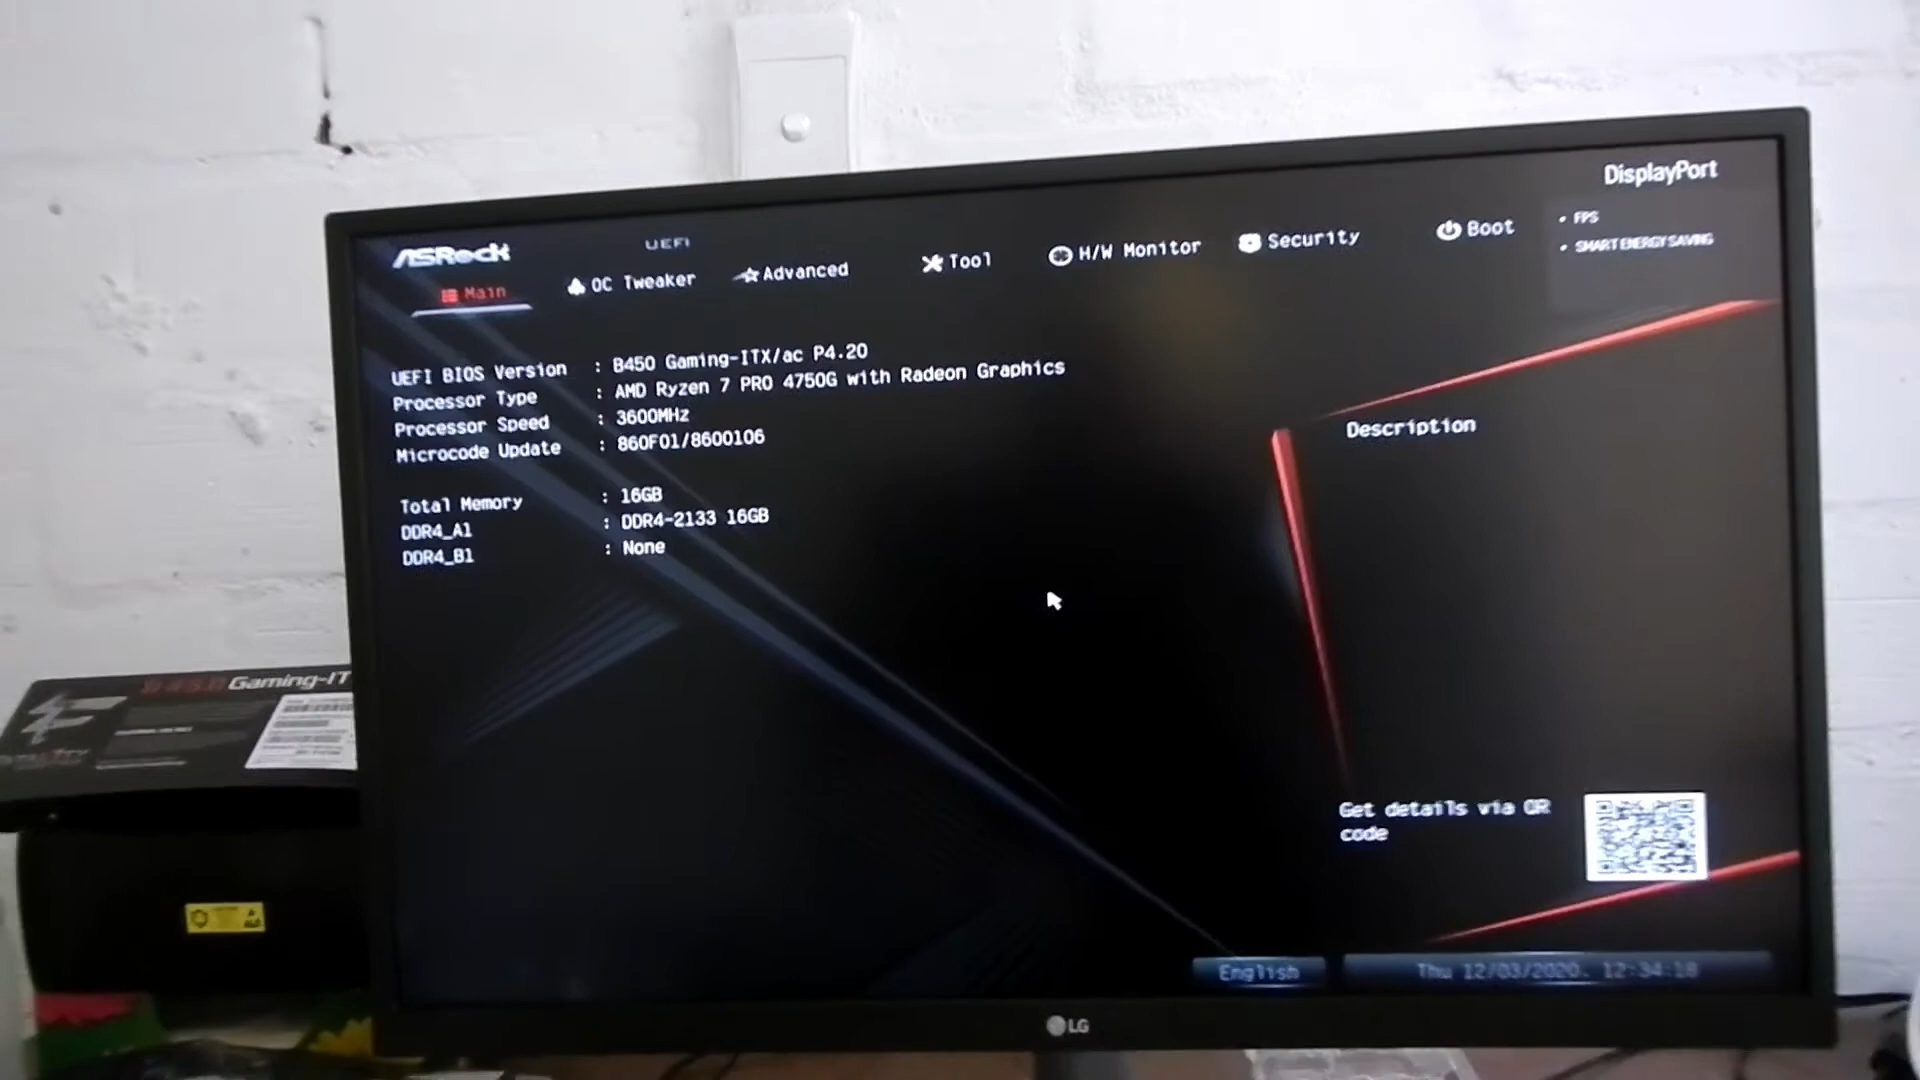 DisplayPort
• FPS
• SMART ENERGY SAVING
ASRock UEFI
Main OC Tweaker Advanced Tool H/W Monitor Security Boot
UEFI BIOS Version : B450 Gaming-ITX/ac P4.20
Processor Type : AMD Ryzen 7 PRO 4750G with Radeon Graphics
Processor Speed : 3600MHz
Microcode Update : 860F01/8600106
Total Memory : 16GB
DDR4_A1 : DDR4-2133 16GB
DDR4_B1 : None
Description
Get details via QR
code
English Thu 12/03/2020. 12:34:18
LG
B450 Gaming-IT